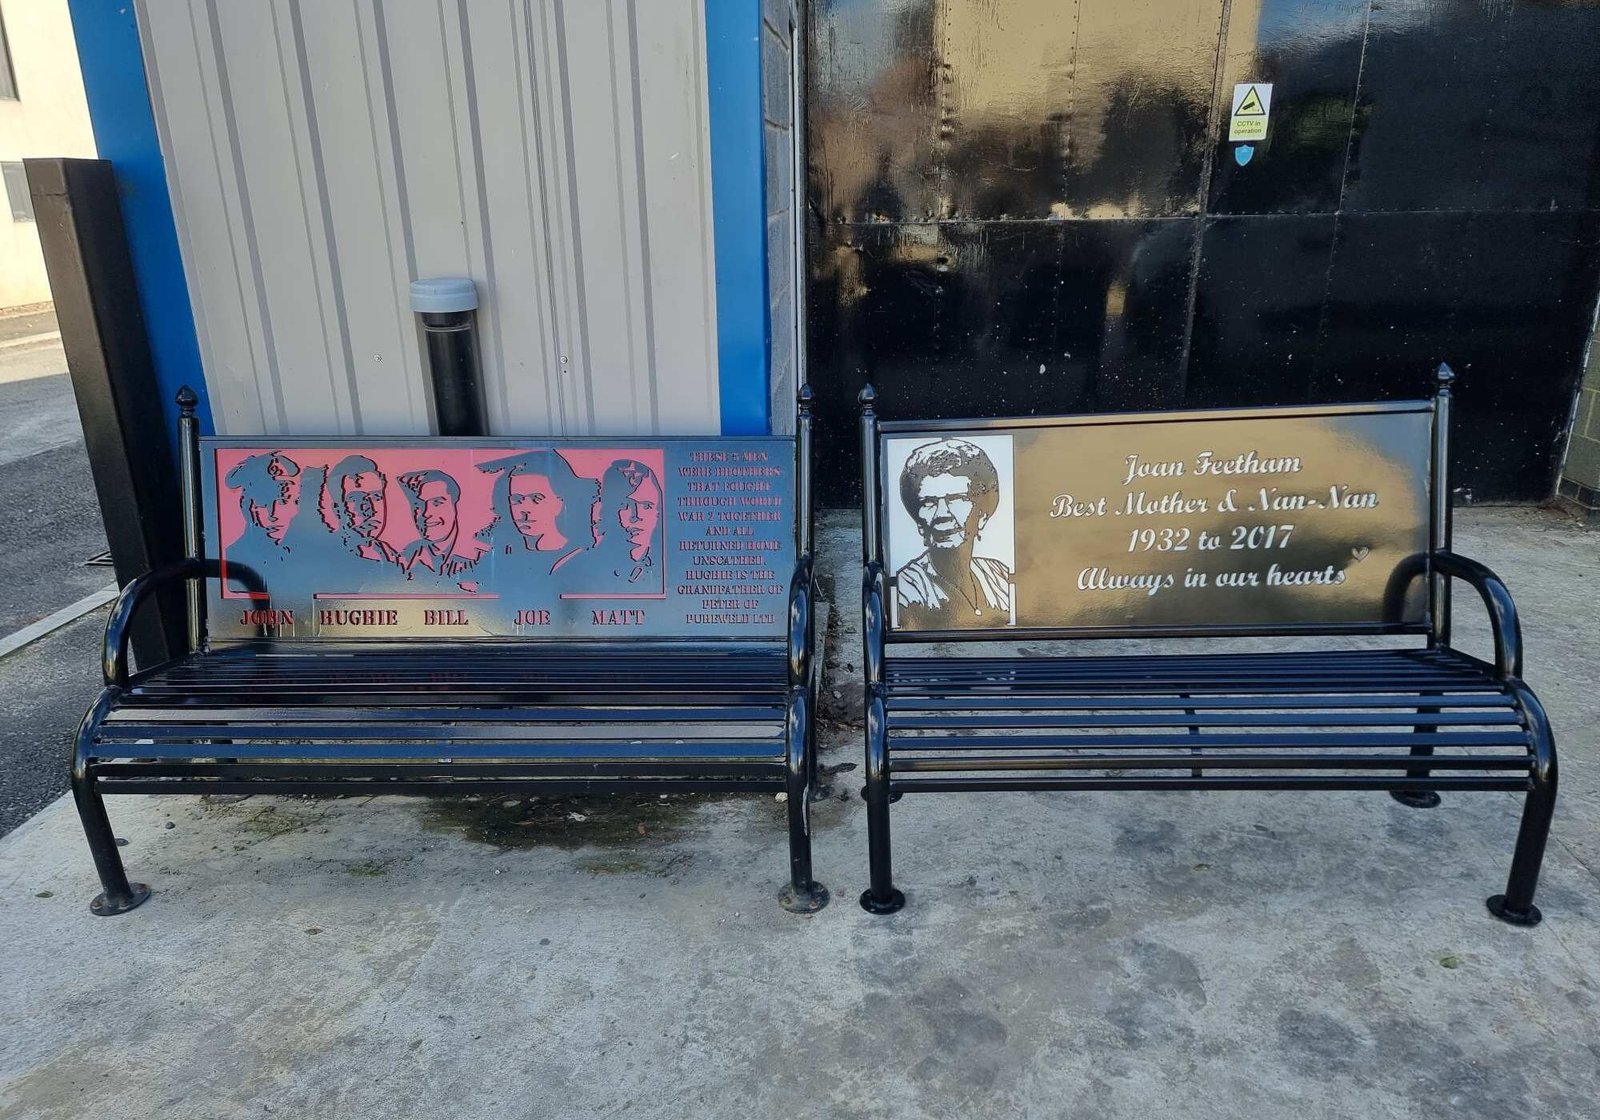 CCTV in
operation
THESE 5 MEN
WERE BROTHERS
THAT FOUGHT
THROUGH WORLD
WAR 2 TOGETHER
AND ALL
RETURNED HOME
UNSCATHED.
HUGHIE IS THE
GRANDFATHER OF
PETER OF
PUREWELD LTD
JOHN HUGHIE BILL JOE MATT
Joan Feetham
Best Mother & Nan-Nan
1932 to 2017
Always in our hearts